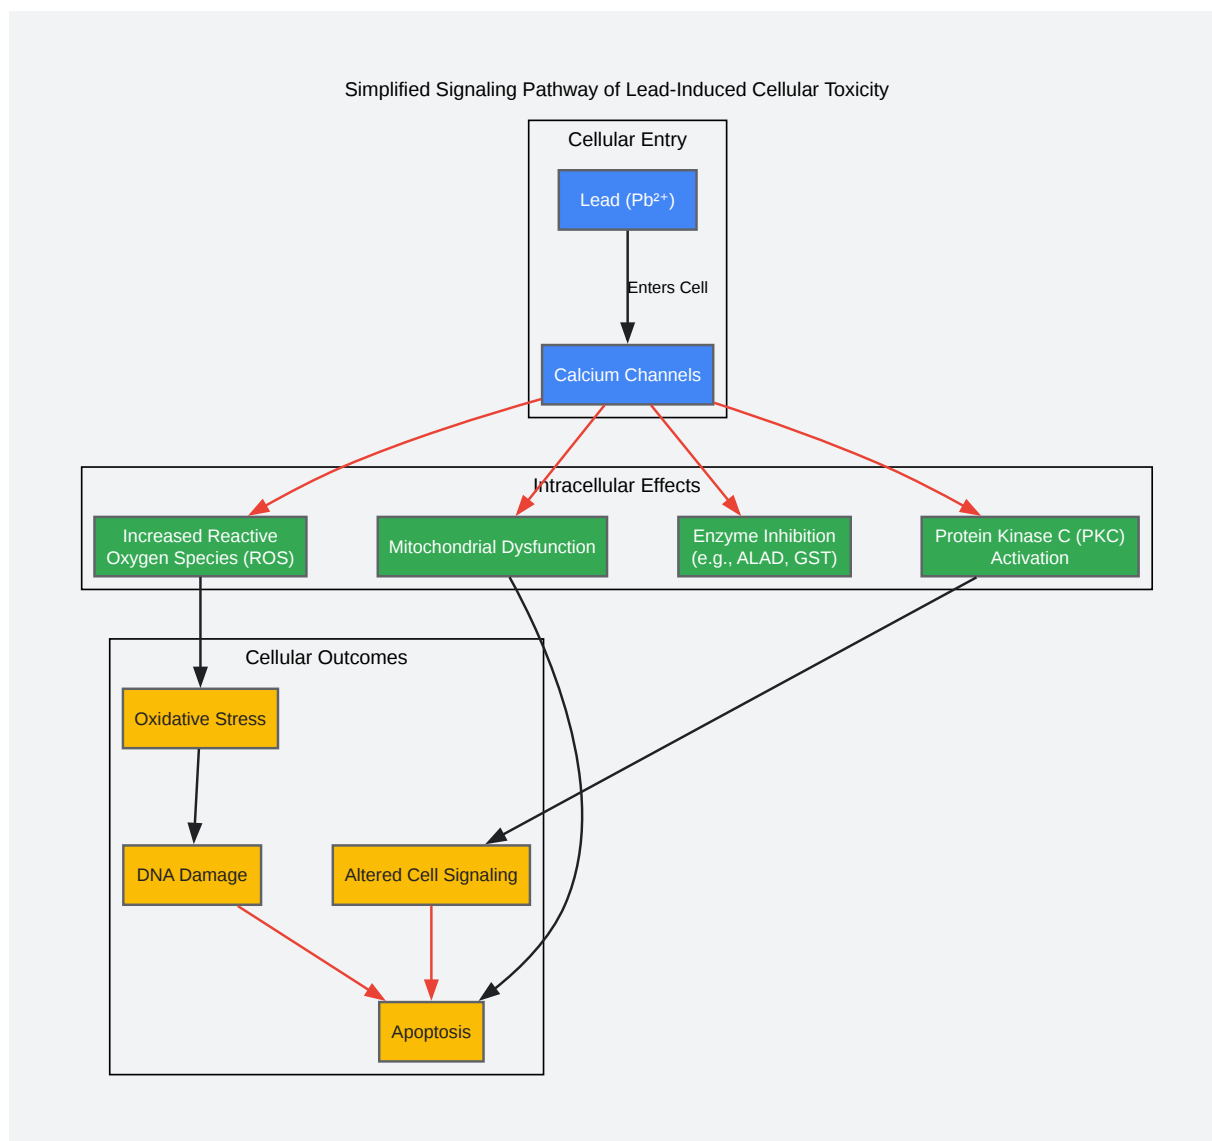 Simplified Signaling Pathway of Lead-Induced Cellular Toxicity
Cellular Entry
Lead (Pb²⁺)
Enters Cell
Calcium Channels
Intracellular Effects
Increased Reactive
Oxygen Species (ROS)
Mitochondrial Dysfunction
Enzyme Inhibition
(e.g., ALAD, GST)
Protein Kinase C (PKC)
Activation
Cellular Outcomes
Oxidative Stress
DNA Damage
Altered Cell Signaling
Apoptosis